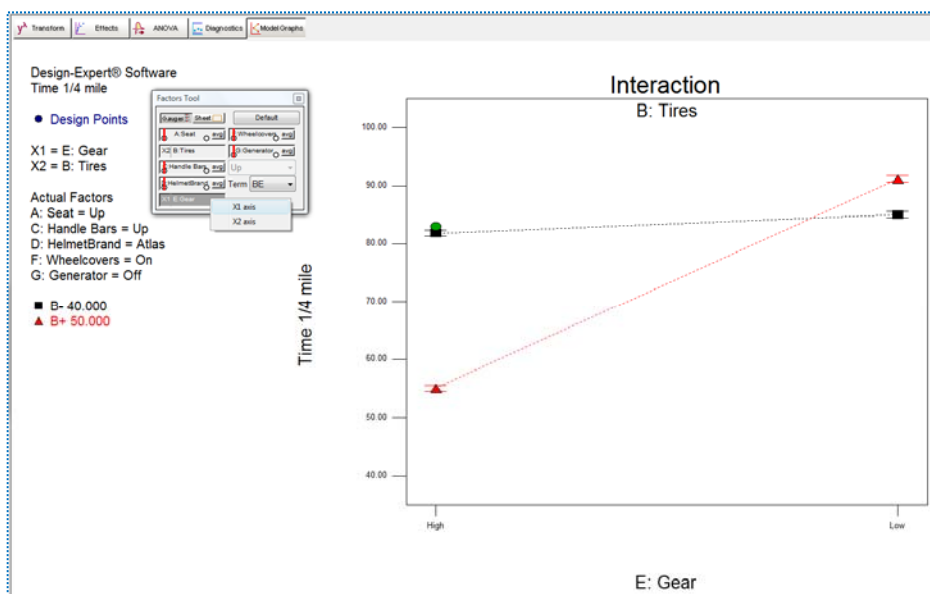 Transform Effects ANOVA Diagnostics Model Graphs
Design-Expert® Software
Time 1/4 mile
Design Points
X1 = E: Gear
X2 = B: Tires
Actual Factors
A: Seat = Up
C: Handle Bars = Up
D: HelmetBrand = Atlas
F: Wheelcovers = On
G: Generator = Off
B- 40.000
B+ 50.000
Factors Tool
Gauges Sheet Default
A:Seat avg Wheelcovers avg
X2 B:Tires G:Generator avg
Handle Bars avg Up
HelmetBrand avg Term BE
X1 E:Gear
X1 axis
X2 axis
Interaction
B: Tires
Time 1/4 mile
100.00
90.00
80.00
70.00
60.00
50.00
40.00
High Low
E: Gear